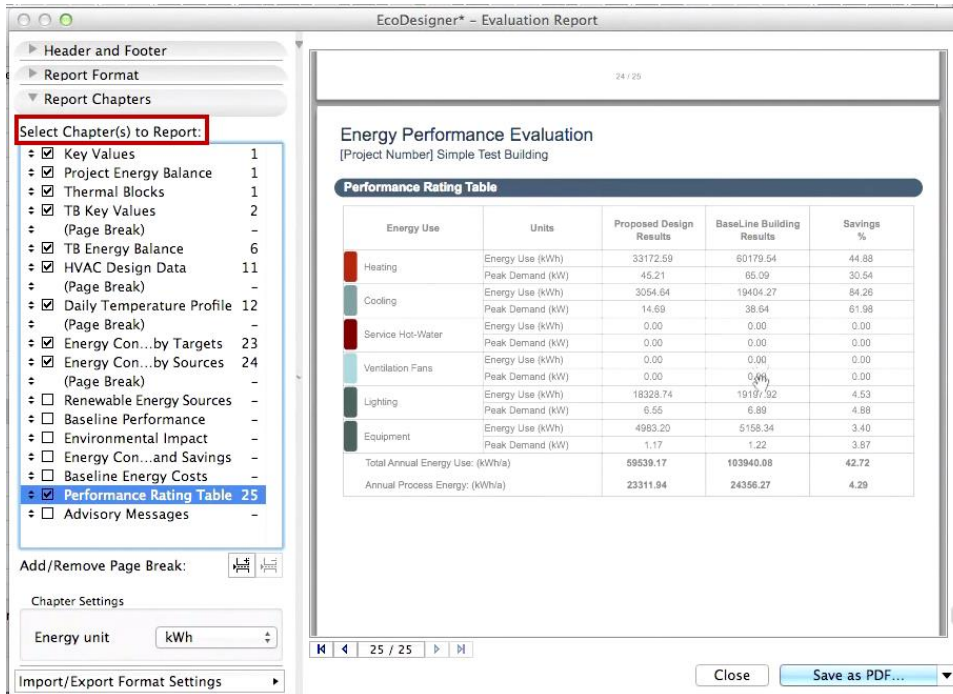 EcoDesigner* - Evaluation Report
Header and Footer
Report Format
Report Chapters
Select Chapter(s) to Report:
Key Values 1
Project Energy Balance 1
Thermal Blocks 1
TB Key Values 2
(Page Break) -
TB Energy Balance 6
HVAC Design Data 11
(Page Break) -
Daily Temperature Profile 12
(Page Break) -
Energy Con...by Targets 23
Energy Con...by Sources 24
(Page Break) -
Renewable Energy Sources -
Baseline Performance -
Environmental Impact -
Energy Con...and Savings -
Baseline Energy Costs -
Performance Rating Table 25
Advisory Messages -
Add/Remove Page Break:
Chapter Settings
Energy unit kWh
Import/Export Format Settings
24 / 25
Energy Performance Evaluation
[Project Number] Simple Test Building
Performance Rating Table
Energy Use Units Proposed Design Results BaseLine Building Results Savings %
Heating Energy Use (kWh) 33172.59 60179.54 44.88
Peak Demand (kW) 45.21 65.09 30.54
Cooling Energy Use (kWh) 3054.64 19404.27 84.26
Peak Demand (kW) 14.69 38.64 61.98
Service Hot-Water Energy Use (kWh) 0.00 0.00 0.00
Peak Demand (kW) 0.00 0.00 0.00
Ventilation Fans Energy Use (kWh) 0.00 0.00 0.00
Peak Demand (kW) 0.00 0.00
Lighting Energy Use (kWh) 18328.74 4.53
Peak Demand (kW) 6.55 6.89 4.88
Equipment Energy Use (kWh) 4983.20 5158.34 3.40
Peak Demand (kW) 1.17 1.22 3.87
Total Annual Energy Use: (kWh/a) 59539.17 103940.08 42.72
Annual Process Energy: (kWh/a) 23311.94 24356.27 4.29
25 / 25
Close Save as PDF...